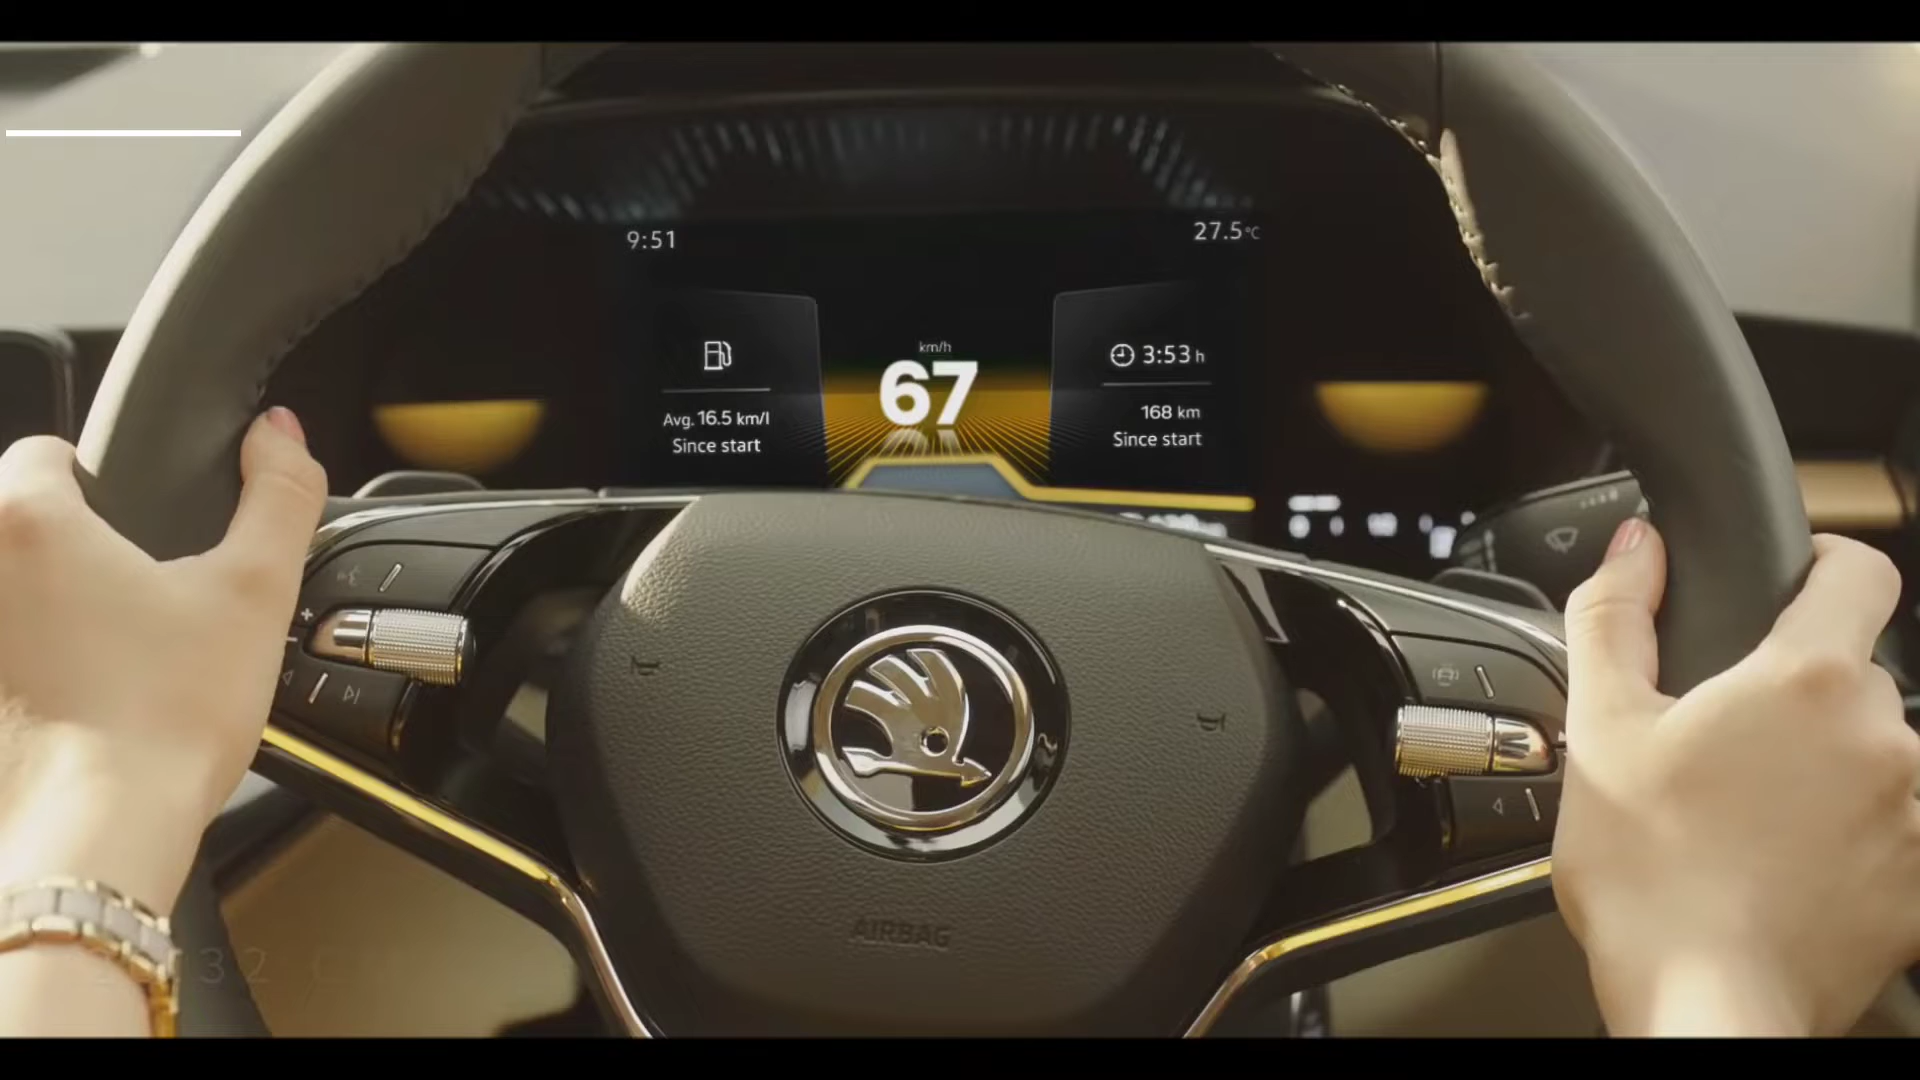 9:51
27.5°C
km/h
67
3:53 h
Avg. 16.5 km/l
Since start
168 km
Since start
AIRBAG